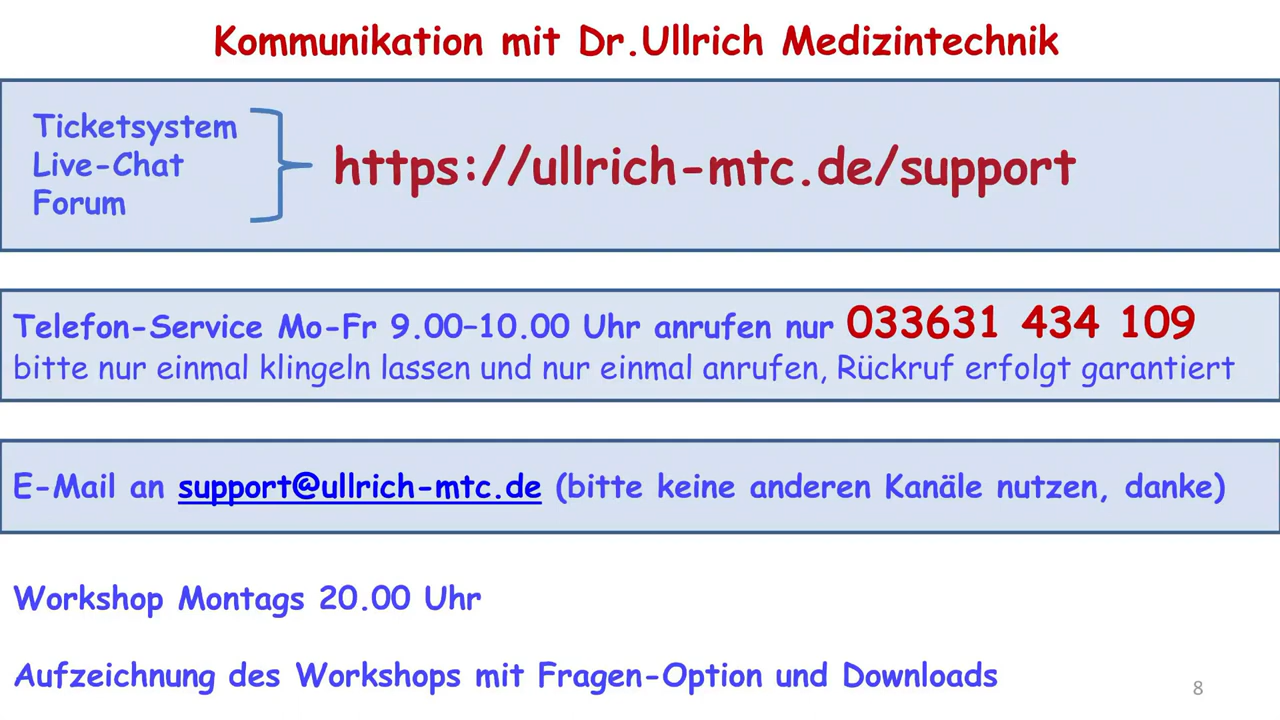 Kommunikation mit Dr.Ullrich Medizintechnik
Ticketsystem
Live-Chat
Forum
https://ullrich-mtc.de/support
Telefon-Service Mo-Fr 9.00–10.00 Uhr anrufen nur 033631 434 109
bitte nur einmal klingeln lassen und nur einmal anrufen, Rückruf erfolgt garantiert
E-Mail an support@ullrich-mtc.de (bitte keine anderen Kanäle nutzen, danke)
Workshop Montags 20.00 Uhr
Aufzeichnung des Workshops mit Fragen-Option und Downloads
8